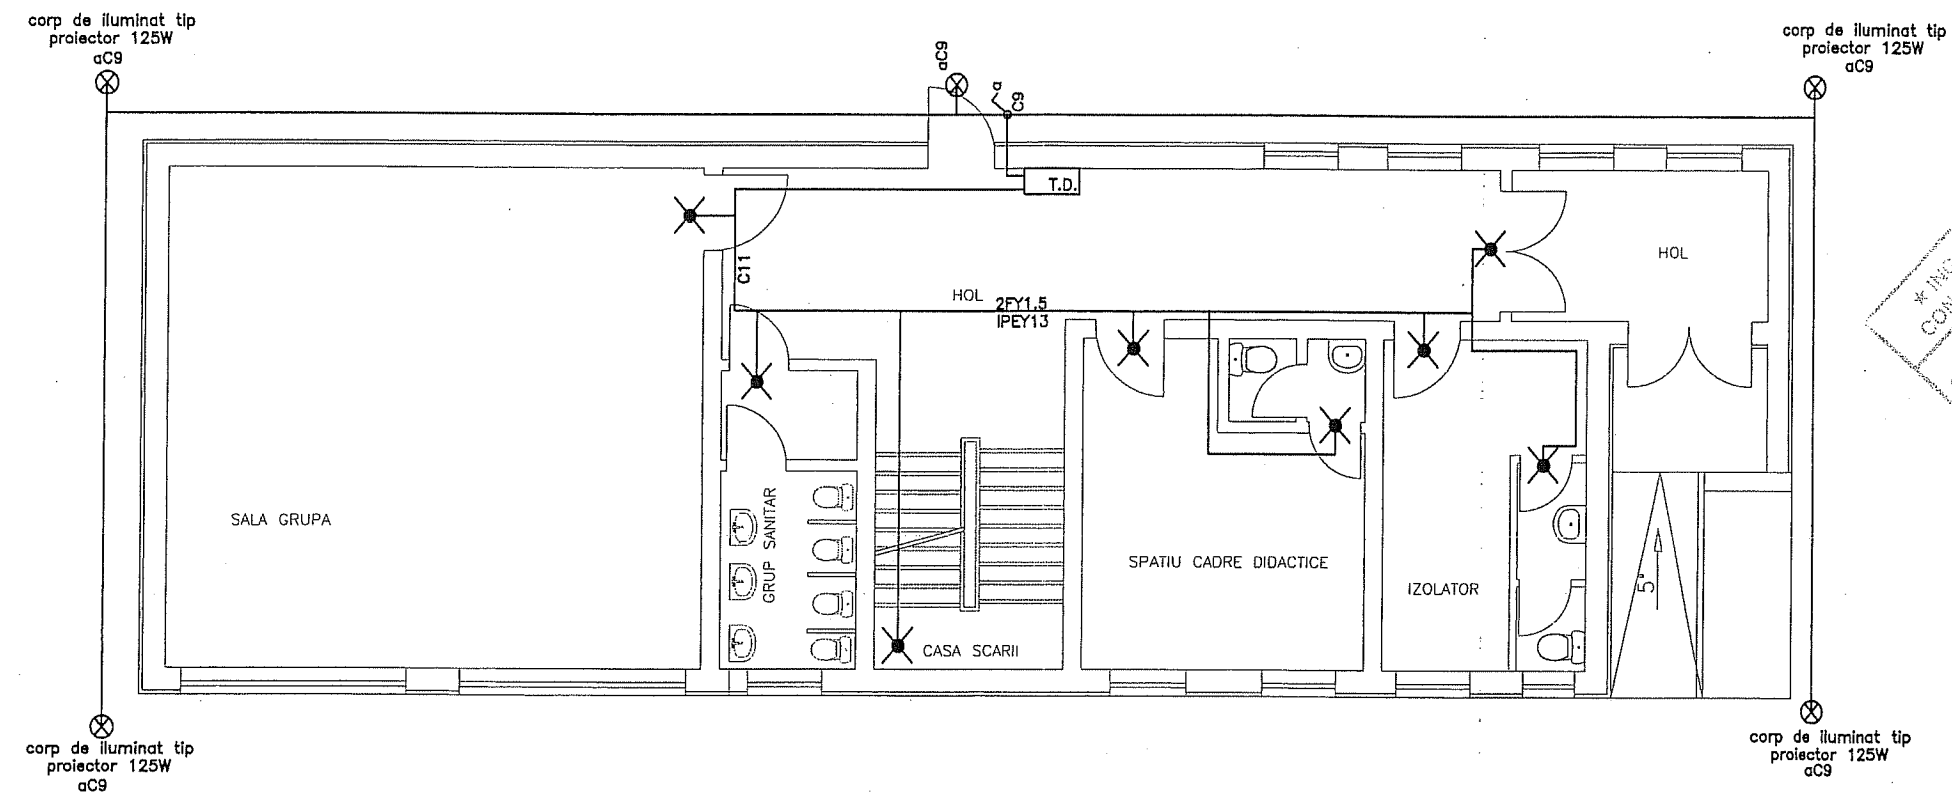 corp de iluminat tip
proiector 125W
aC9
aC9
a
C9
corp de iluminat tip
proiector 125W
aC9
T.D.
C11
HOL
2FY1.5
IPEY13
HOL
SALA GRUPA
GRUP SANITAR
CASA SCARII
SPATIU CADRE DIDACTICE
IZOLATOR
corp de iluminat tip
proiector 125W
aC9
corp de iluminat tip
proiector 125W
aC9